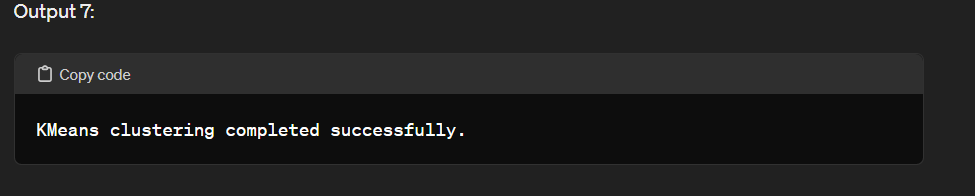 Output 7:
Copy code
KMeans clustering completed successfully.